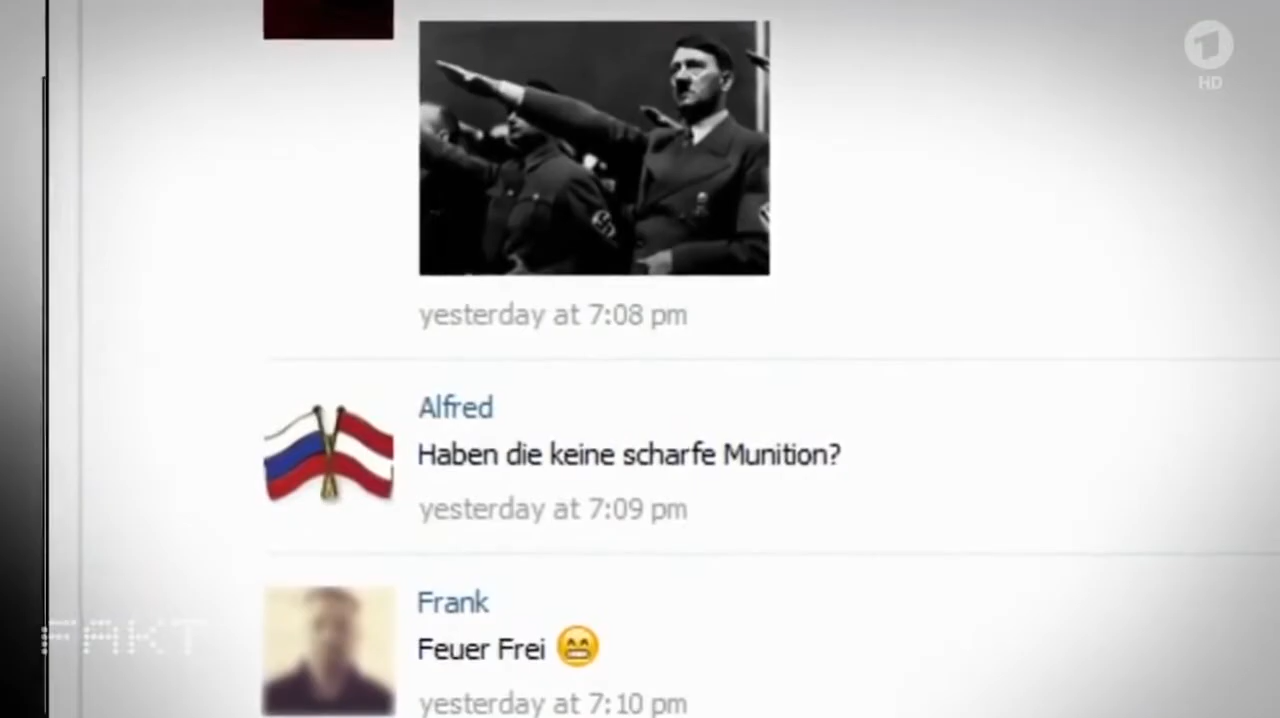 1
HD
yesterday at 7:08 pm
Alfred
Haben die keine scharfe Munition?
yesterday at 7:09 pm
Frank
Feuer Frei 😁
FAKT
yesterday at 7:10 pm